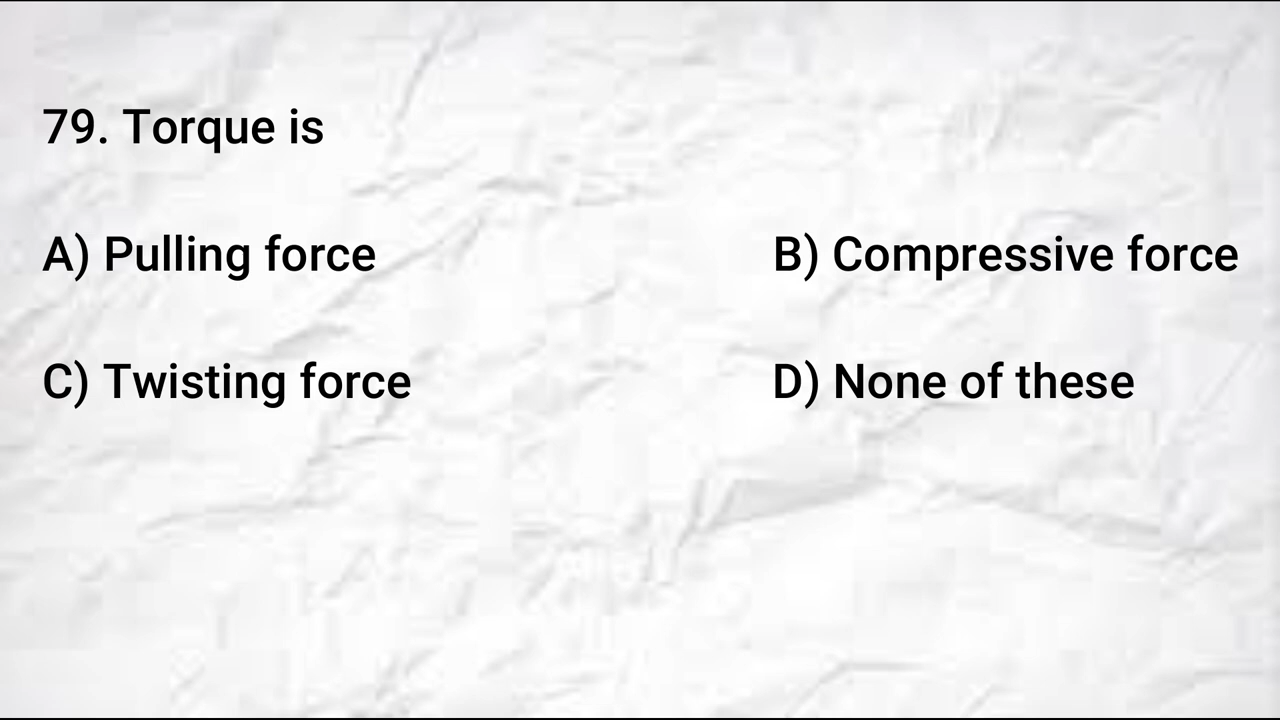 79. Torque is
A) Pulling force
B) Compressive force
C) Twisting force
D) None of these